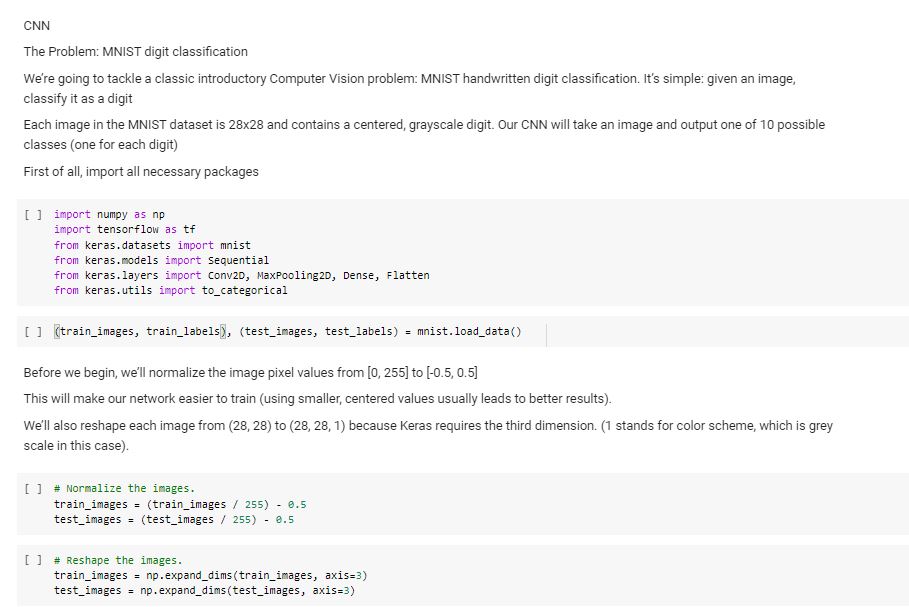 CNN
The Problem: MNIST digit classification
We're going to tackle a classic introductory Computer Vision problem: MNIST handwritten digit classification. It's simple: given an image,
classify it as a digit
Each image in the MNIST dataset is 28x28 and contains a centered, grayscale digit. Our CNN will take an image and output one of 10 possible
classes (one for each digit)
First of all, import all necessary packages
[ ] import numpy as np
import tensorflow as tf
from keras.datasets import mnist
from keras.models import Sequential
from keras.layers import Conv2D, MaxPooling2D, Dense, Flatten
from keras.utils import to_categorical
[ ] (train_images, train_labels), (test_images, test_labels) = mnist.load_data()
Before we begin, we'll normalize the image pixel values from [0, 255] to [-0.5, 0.5]
This will make our network easier to train (using smaller, centered values usually leads to better results).
We'll also reshape each image from (28, 28) to (28, 28, 1) because Keras requires the third dimension. (1 stands for color scheme, which is grey
scale in this case).
[ ] # Normalize the images.
train_images = (train_images / 255) - 0.5
test_images = (test_images / 255) - 0.5
[ ] # Reshape the images.
train_images = np.expand_dims(train_images, axis=3)
test_images = np.expand_dims(test_images, axis=3)